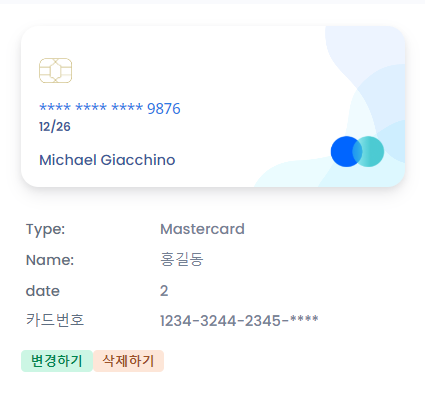 **** **** **** 9876
12/26
Michael Giacchino
Type: Mastercard
Name: 홍길동
date 2
카드번호 1234-3244-2345-****
변경하기 삭제하기